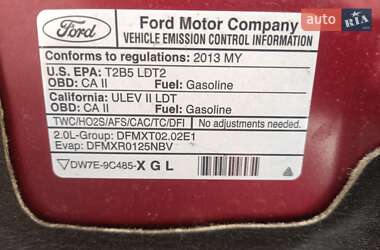 AUTO RIA
Ford
Ford Motor Company
VEHICLE EMISSION CONTROL INFORMATION
Conforms to regulations: 2013 MY
U.S. EPA: T2B5 LDT2
OBD: CA II Fuel: Gasoline
California: ULEV II LDT
OBD: CA II Fuel: Gasoline
TWC/HO2S/AFS/CAC/TC/DFI
No adjustments needed.
2.0L-Group: DFMXT02.02E1
Evap: DFMXR0125NBV
DW7E-9C485-X G L